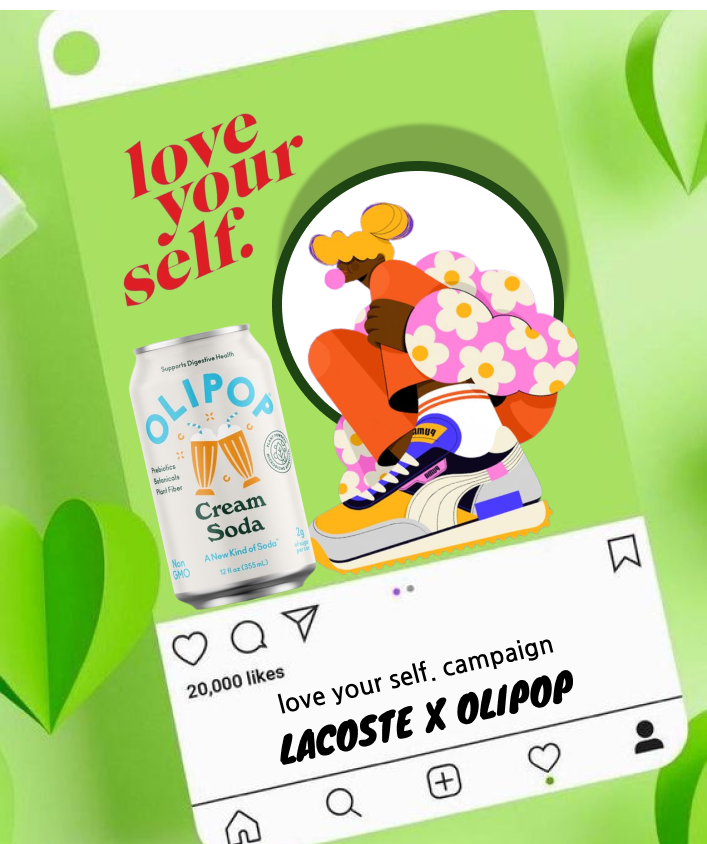 love
your
self.
Supports Digestive Health
OLIPOP
Prebiotics
Botanicals
Plant Fiber
Cream
Soda
A New Kind of Soda
Non
GMO
12 fl oz (355mL)
2g
puma
puma
20,000 likes
love your self. campaign
LACOSTE X OLIPOP